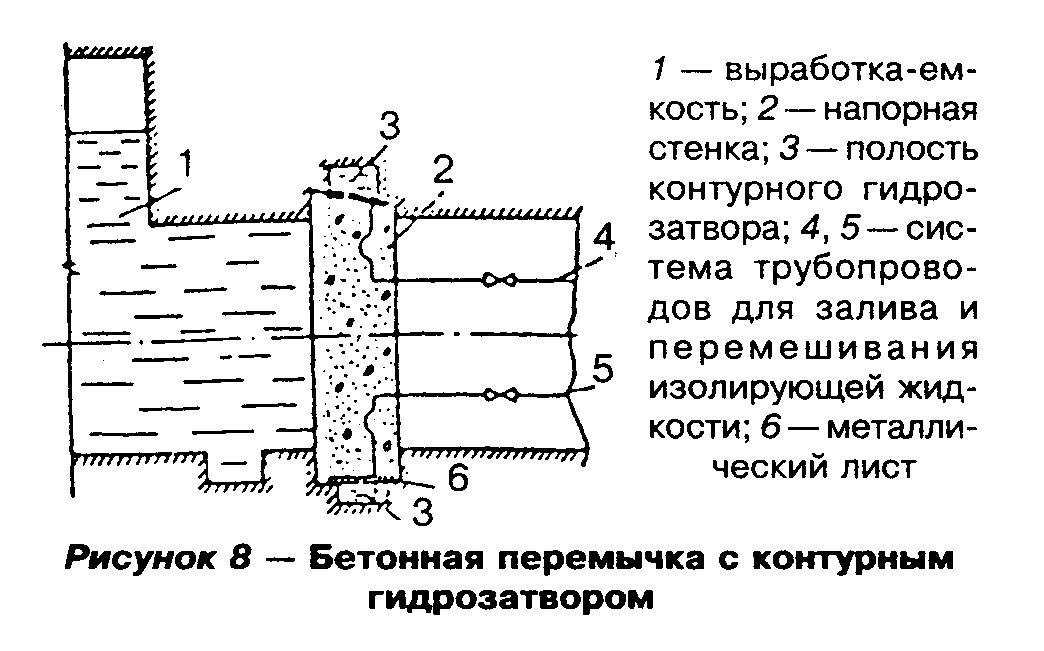 1 — выработка-ем-
кость; 2 — напорная
стенка; 3 — полость
контурного гидро-
затвора; 4, 5 — сис-
тема трубопрово-
дов для залива и
перемешивания
изолирующей жид-
кости; 6 — металли-
ческий лист
3
1
2
4
5
6
3
Рисунок 8 — Бетонная перемычка с контурным
гидрозатвором